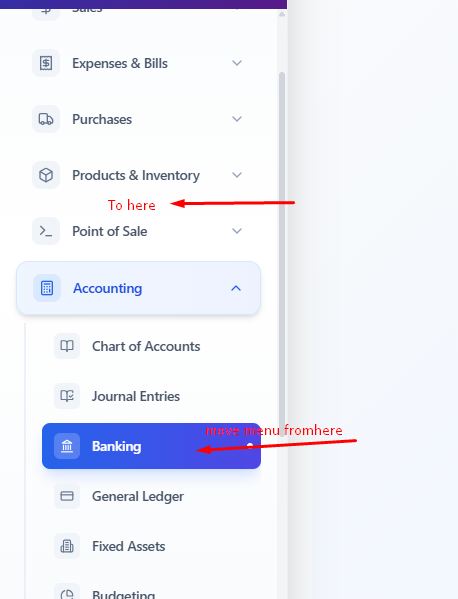 Sales
Expenses & Bills
Purchases
Products & Inventory
To here
Point of Sale
Accounting
Chart of Accounts
Journal Entries
move menu fromhere
Banking
General Ledger
Fixed Assets
Budgeting